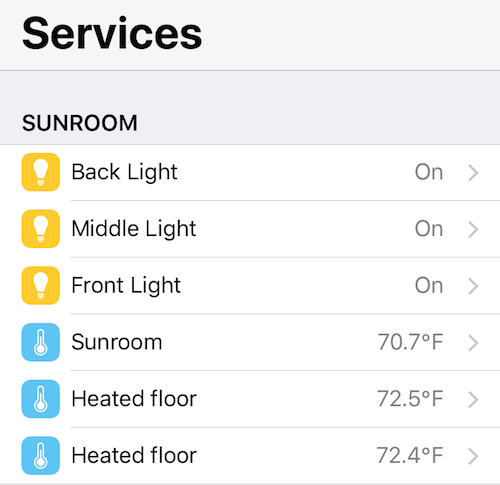 Services
SUNROOM
Back Light On
Middle Light On
Front Light On
Sunroom 70.7°F
Heated floor 72.5°F
Heated floor 72.4°F